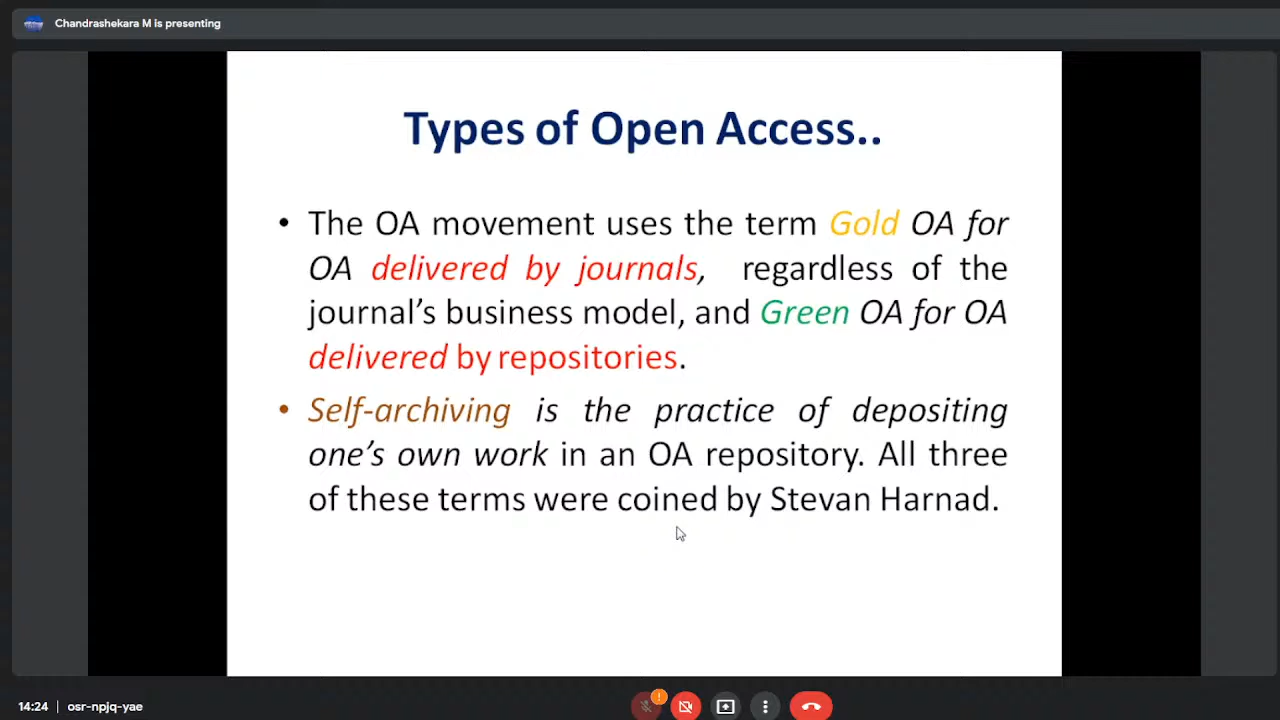 Chandrashekara M is presenting
Types of Open Access..
• The OA movement uses the term Gold OA for
OA delivered by journals, regardless of the
journal’s business model, and Green OA for OA
delivered by repositories.
• Self-archiving is the practice of depositing
one’s own work in an OA repository. All three
of these terms were coined by Stevan Harnad.
14:24 | osr-npjq-yae